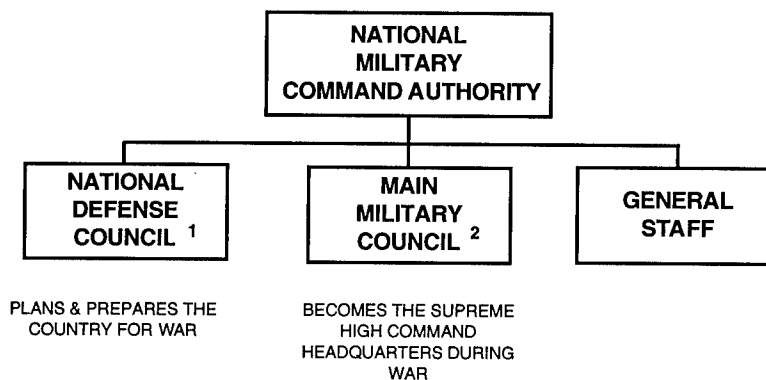 NATIONAL
MILITARY
COMMAND AUTHORITY
NATIONAL
DEFENSE
COUNCIL 1
MAIN
MILITARY
COUNCIL 2
GENERAL
STAFF
PLANS & PREPARES THE
COUNTRY FOR WAR
BECOMES THE SUPREME
HIGH COMMAND
HEADQUARTERS DURING
WAR